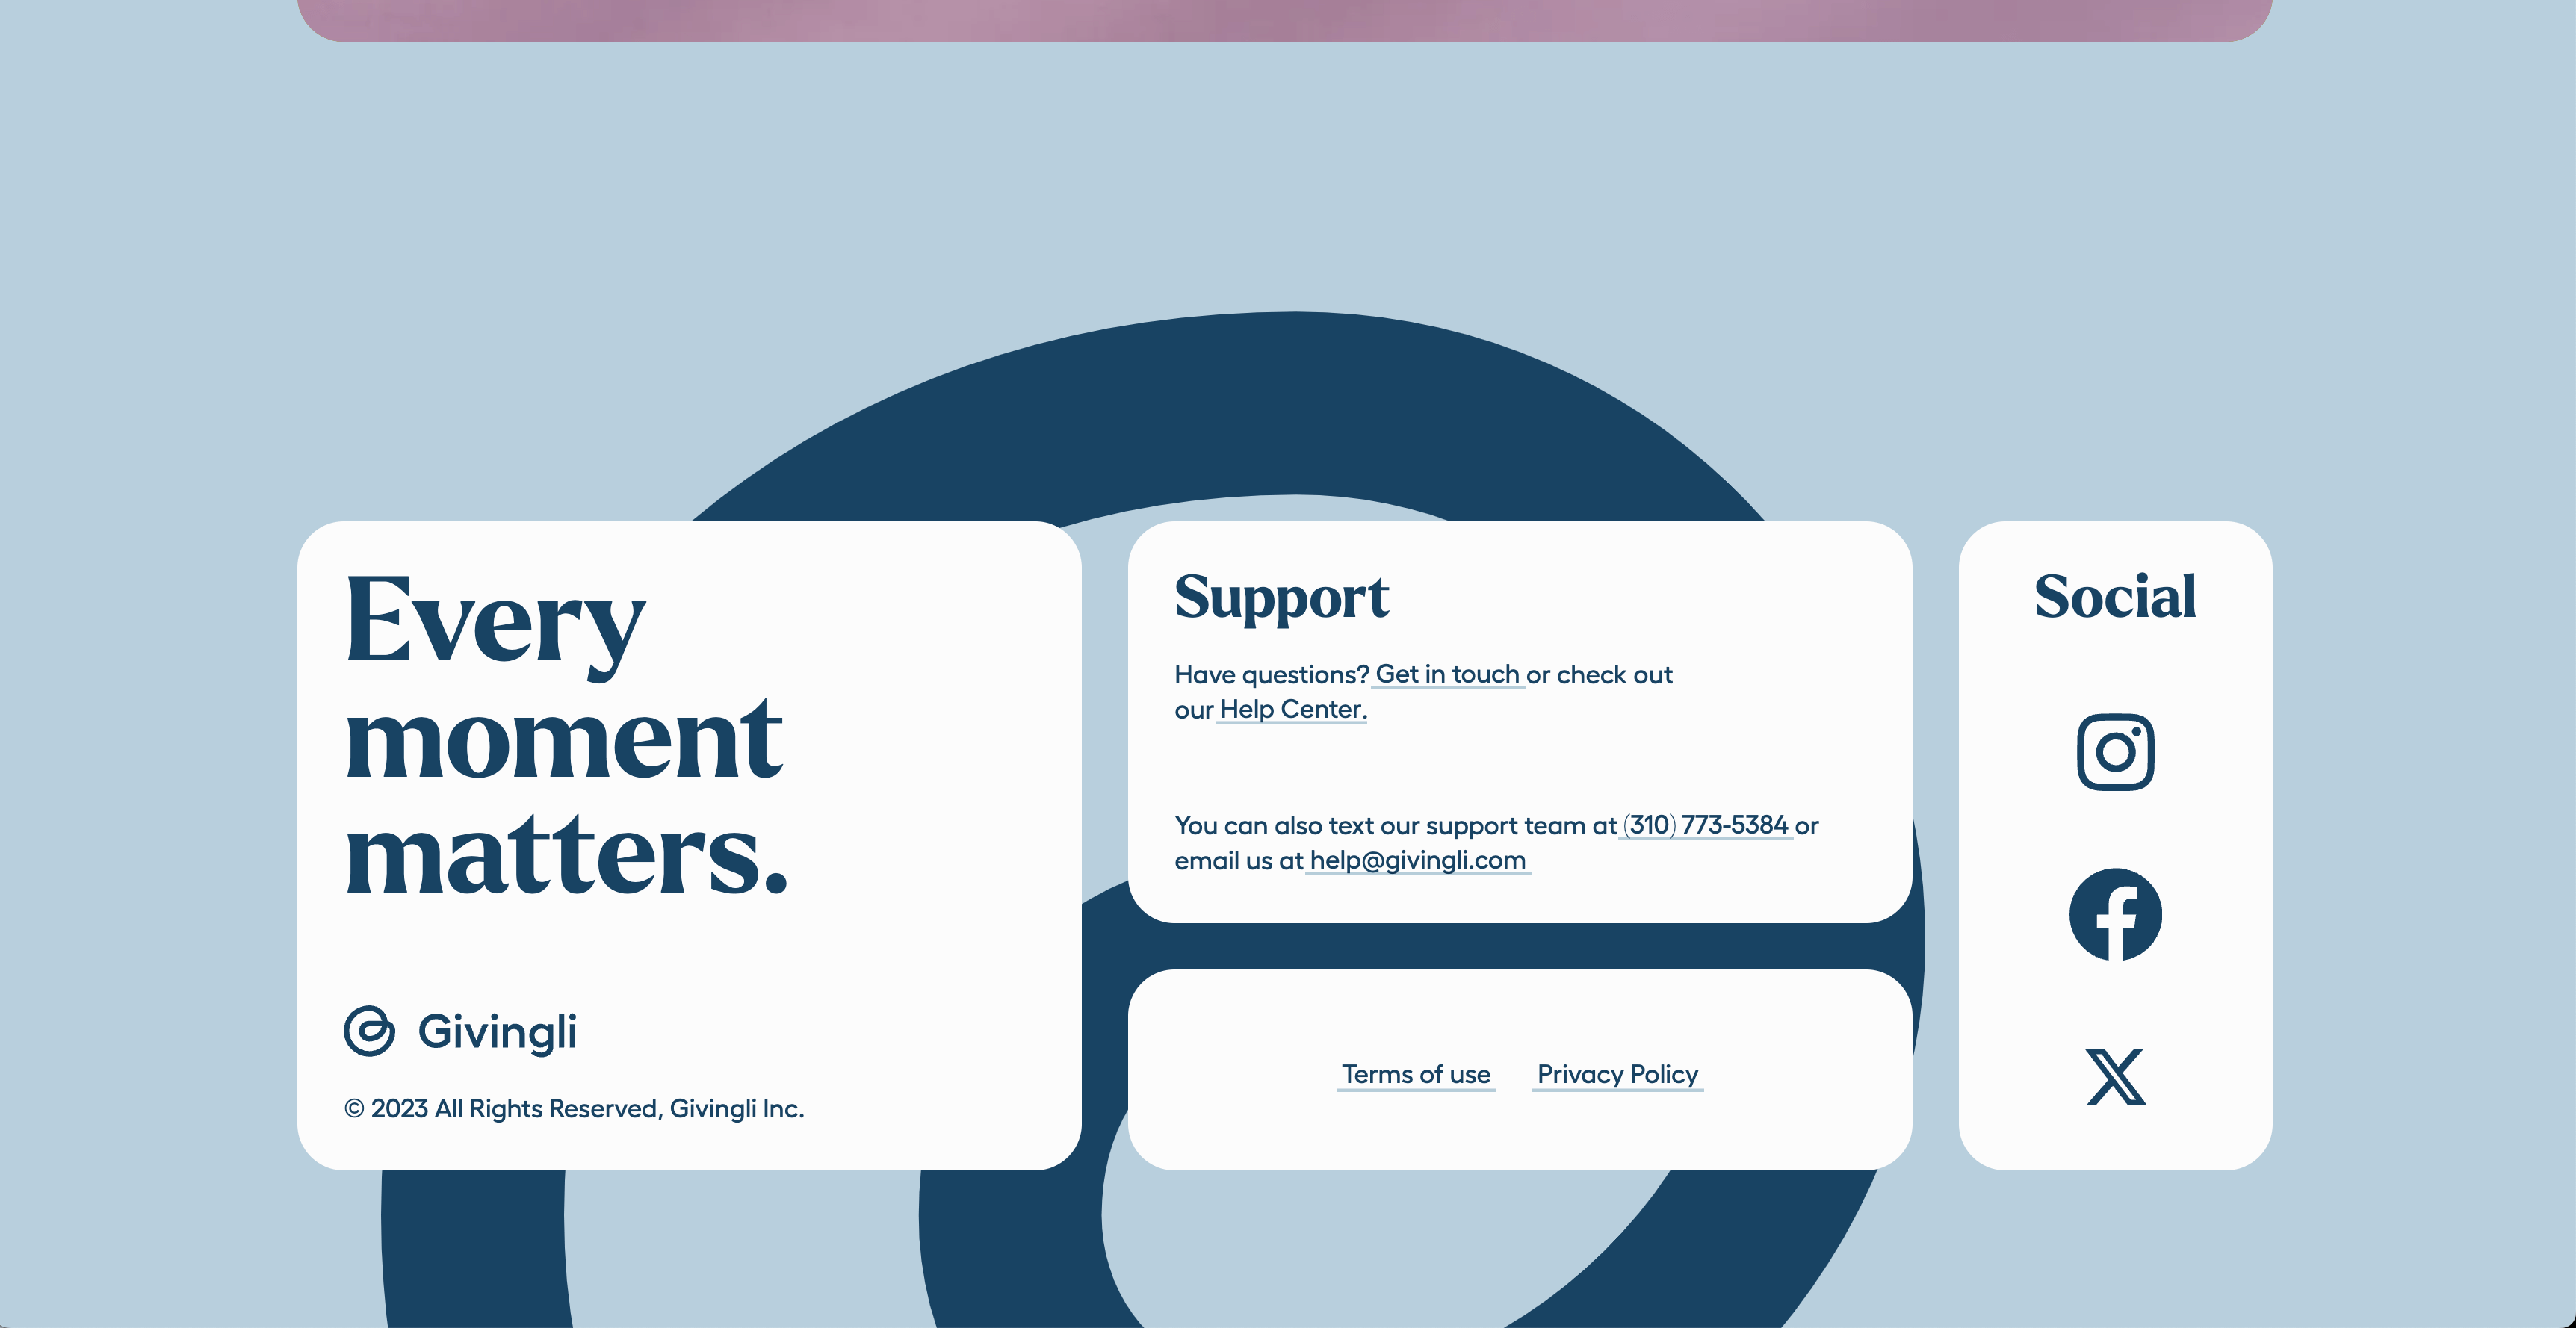 Every
moment
matters.
Givingli
© 2023 All Rights Reserved, Givingli Inc.
Support
Have questions? Get in touch or check out
our Help Center.
You can also text our support team at (310) 773-5384 or
email us at help@givingli.com
Terms of use Privacy Policy
Social